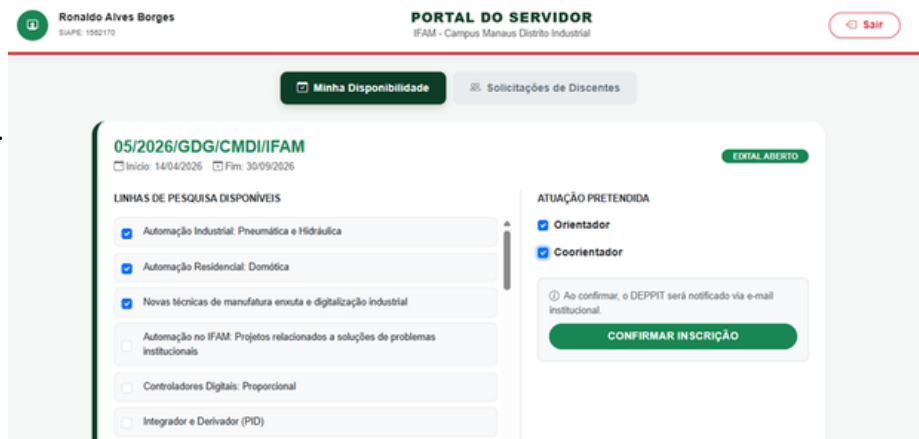 Ronaldo Alves Borges
SIAPE: 1562170
PORTAL DO SERVIDOR
IFAM - Campus Manaus Distrito Industrial
Sair
Minha Disponibilidade
Solicitações de Discentes
05/2026/GDG/CMDI/IFAM
Início: 14/04/2026 Fim: 30/09/2026
EDITAL ABERTO
LINHAS DE PESQUISA DISPONÍVEIS
Automação Industrial: Pneumática e Hidráulica
Automação Residencial: Domótica
Novas técnicas de manufatura enxuta e digitalização industrial
Automação no IFAM: Projetos relacionados a soluções de problemas
institucionais
Controladores Digitais: Proporcional
Integrador e Derivador (PID)
ATUAÇÃO PRETENDIDA
Orientador
Coorientador
Ao confirmar, o DEPPIT será notificado via e-mail
institucional.
CONFIRMAR INSCRIÇÃO